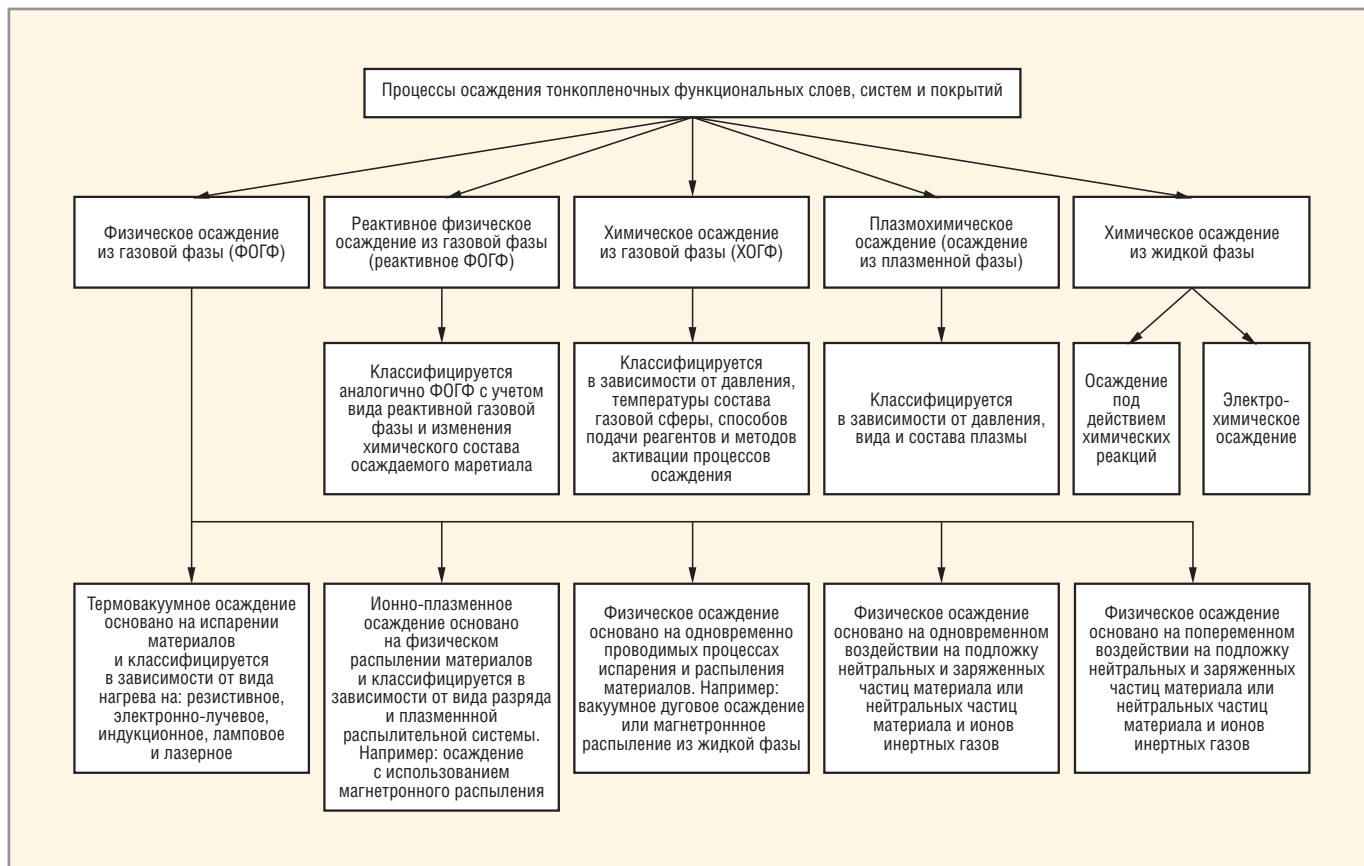 Процессы осаждения тонкопленочных функциональных слоев, систем и покрытий
Физическое осаждение
из газовой фазы (ФОГФ)
Реактивное физическое
осаждение из газовой фазы
(реактивное ФОГФ)
Химическое осаждение
из газовой фазы (ХОГФ)
Плазмохимическое
осаждение (осаждение
из плазменной фазы)
Химическое осаждение
из жидкой фазы
Классифицируется
аналогично ФОГФ с учетом
вида реактивной газовой
фазы и изменения
химического состава
осаждаемого маретиала
Классифицируется
в зависимости от давления,
температуры состава
газовой сферы, способов
подачи реагентов и методов
активации процессов
осаждения
Классифицируется
в зависимости от давления,
вида и состава плазмы
Осаждение
под
действием
химических
реакций
Электро-
химическое
осаждение
Термовакуумное осаждение
основано на испарении
материалов
и классифицируется
в зависимости от вида
нагрева на: резистивное,
электронно-лучевое,
индукционное, ламповое
и лазерное
Ионно-плазменное
осаждение основано
на физическом
распылении материалов
и классифицируется в
зависимости от вида разряда
и плазменнной
распылительной системы.
Например: осаждение
с использованием
магнетронного распыления
Физическое осаждение
основано на одновременно
проводимых процессах
испарения и распыления
материалов. Например:
вакуумное дуговое осаждение
или магнетроннное
распыление из жидкой фазы
Физическое осаждение
основано на одновременном
воздействии на подложку
нейтральных и заряженных
частиц материала или
нейтральных частиц
материала и ионов
инертных газов
Физическое осаждение
основано на попеременном
воздействии на подложку
нейтральных и заряженных
частиц материала или
нейтральных частиц
материала и ионов
инертных газов